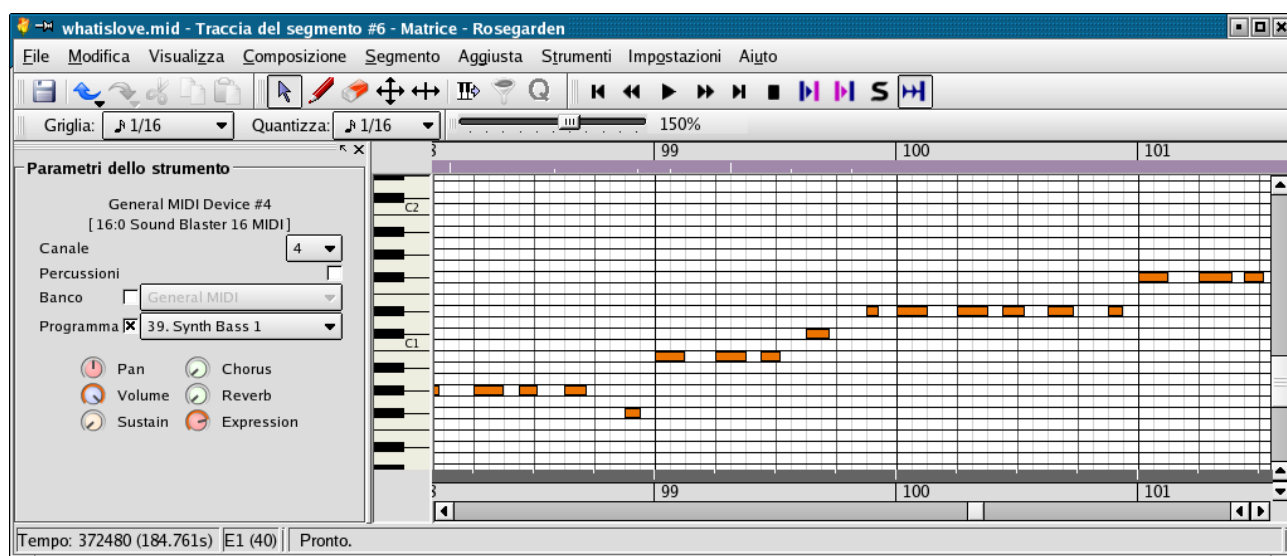 whatislove.mid - Traccia del segmento #6 - Matrice - Rosegarden
File Modifica Visualizza Composizione Segmento Aggiusta Strumenti Impostazioni Aiuto
Q S
Griglia: 1/16 Quantizza: 1/16 150%
99 100 101
Parametri dello strumento
General MIDI Device #4
[16:0 Sound Blaster 16 MIDI]
Canale 4
Percussioni
Banco General MIDI
Programma 39. Synth Bass 1
Pan Chorus
Volume Reverb
Sustain Expression
C2
C1
99 100 101
Tempo: 372480 (184.761s) E1 (40) Pronto.